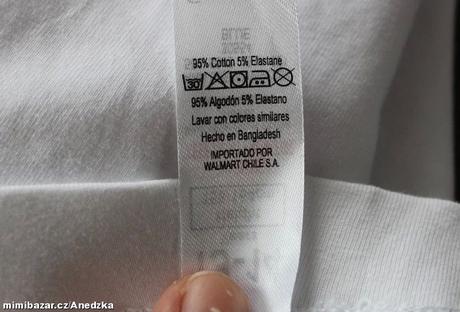 95% Cotton 5% Elastane
30
95% Algodón 5% Elastano
Lavar con colores similares
Hecho en Bangladesh
IMPORTADO POR
WALMART CHILE S.A.
mimibazar.cz/Anedzka